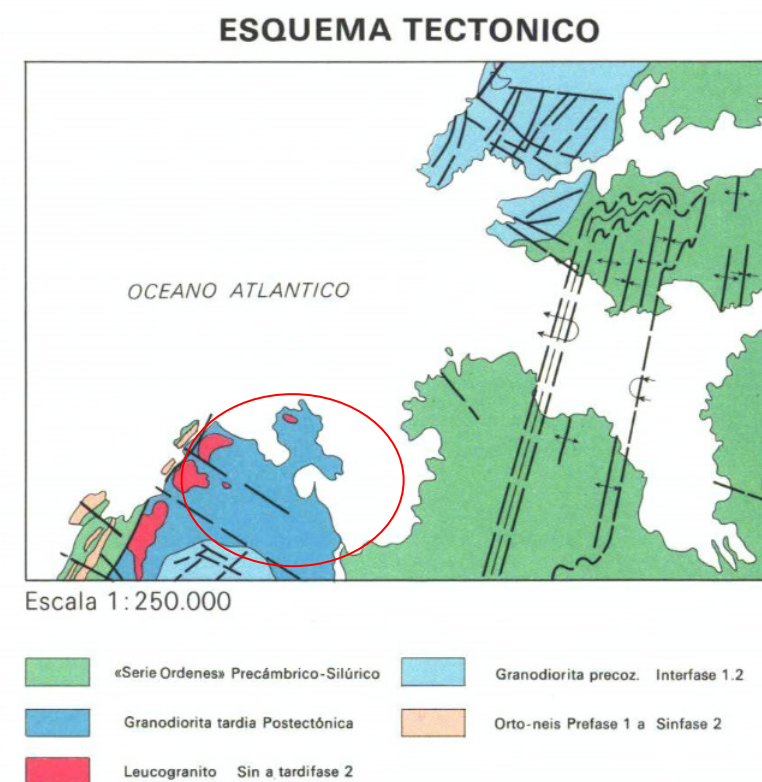 ESQUEMA TECTONICO
OCEANO ATLANTICO
Escala 1:250.000
«Serie Ordenes» Precámbrico-Silúrico
Granodiorita precoz. Interfase 1.2
Granodiorita tardia Postectónica
Orto-neis Prefase 1 a Sinfase 2
Leucogranito Sin a tardifase 2